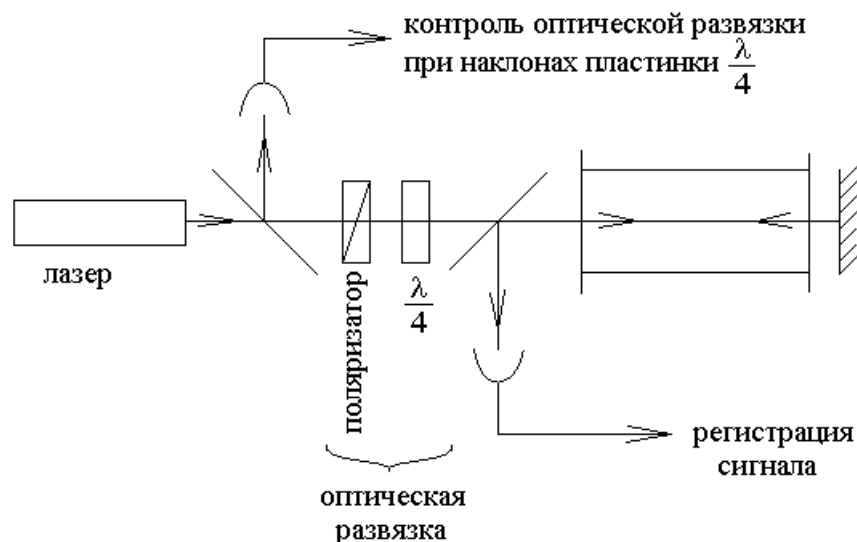 контроль оптической развязки
при наклонах пластинки λ/4
лазер
поляризатор
λ/4
оптическая
развязка
регистрация
сигнала